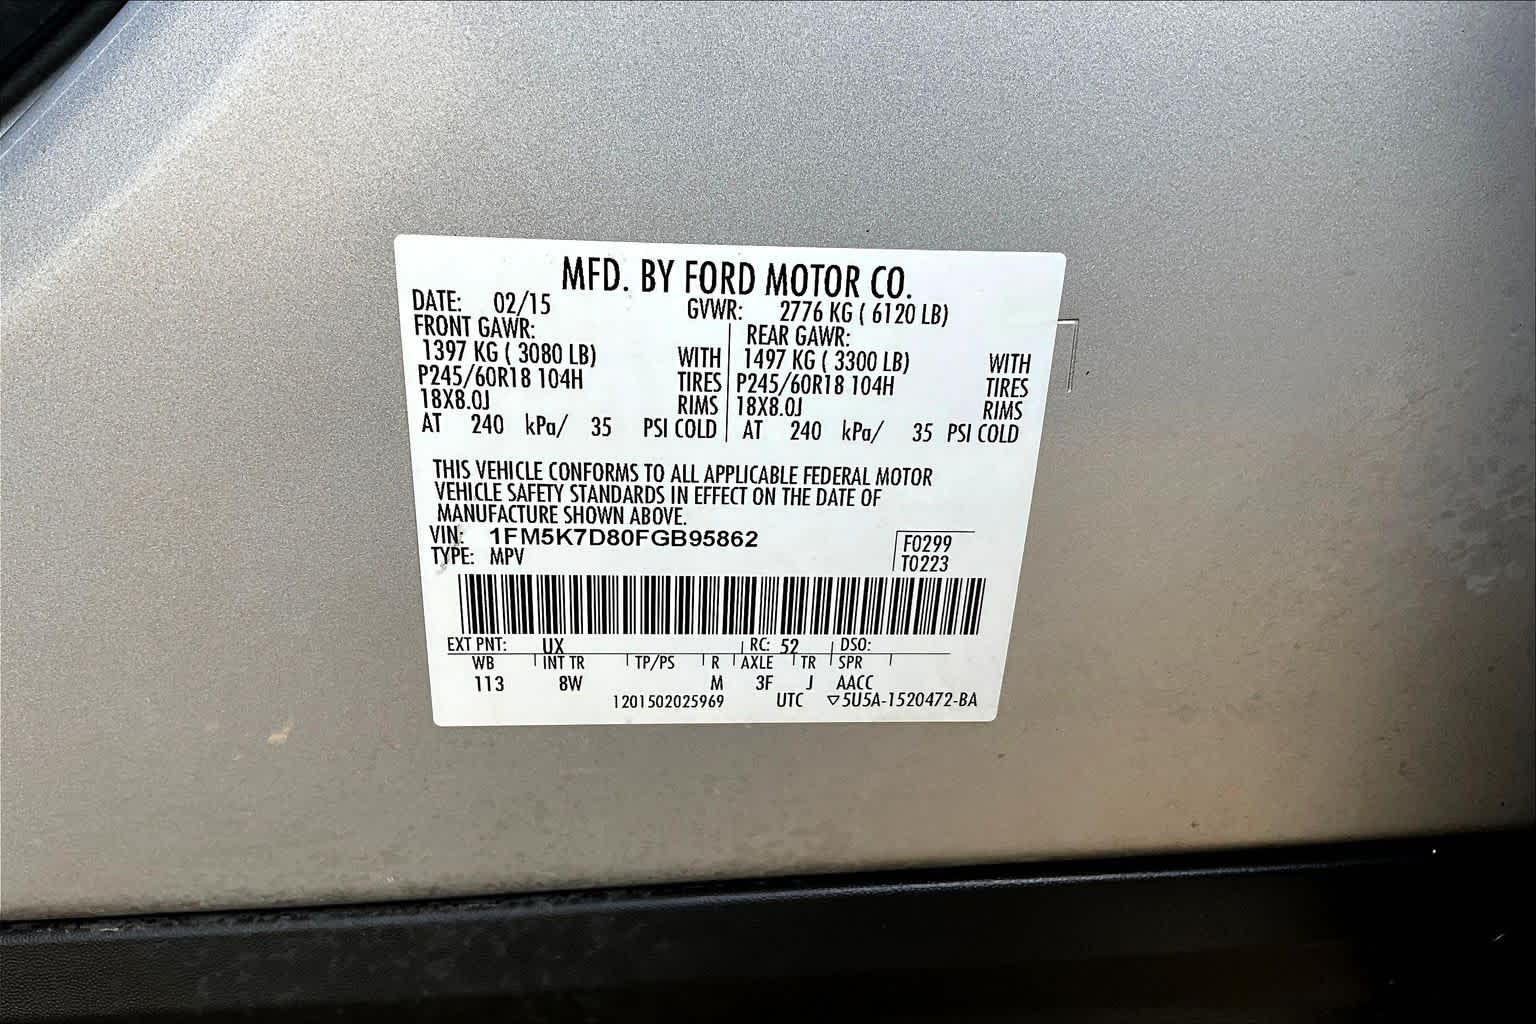 MFD. BY FORD MOTOR CO.
DATE: 02/15 GVWR: 2776 KG ( 6120 LB)
FRONT GAWR: REAR GAWR:
1397 KG ( 3080 LB) WITH 1497 KG ( 3300 LB) WITH
P245/60R18 104H TIRES P245/60R18 104H TIRES
18X8.0J RIMS 18X8.0J RIMS
AT 240 kPa/ 35 PSI COLD AT 240 kPa/ 35 PSI COLD
THIS VEHICLE CONFORMS TO ALL APPLICABLE FEDERAL MOTOR
VEHICLE SAFETY STANDARDS IN EFFECT ON THE DATE OF
MANUFACTURE SHOWN ABOVE.
VIN: 1FM5K7D80FGB95862 F0299
TYPE: MPV T0223
EXT PNT: UX RC: 52 DSO:
WB INT TR TP/PS R AXLE TR SPR
113 8W M 3F J AACC
1201502025969 UTC ▽5U5A-1520472-BA